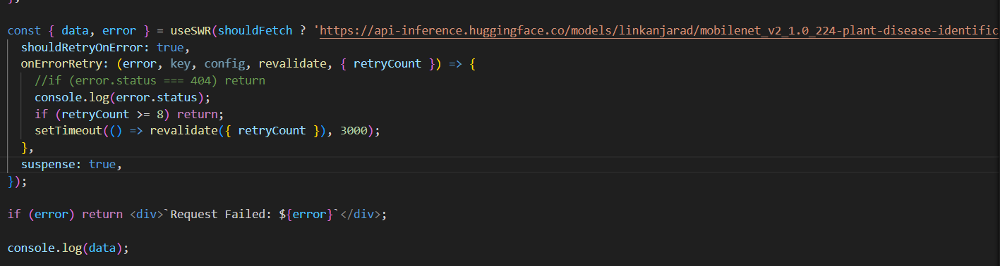 const { data, error } = useSWR(shouldFetch ? 'https://api-inference.huggingface.co/models/linkanjarad/mobilenet_v2_1.0_224-plant-disease-identific
shouldRetryOnError: true,
onErrorRetry: (error, key, config, revalidate, { retryCount }) => {
//if (error.status === 404) return
console.log(error.status);
if (retryCount >= 8) return;
setTimeout(() => revalidate({ retryCount }), 3000);
},
suspense: true,
});
if (error) return <div>`Request Failed: ${error}`</div>;
console.log(data);